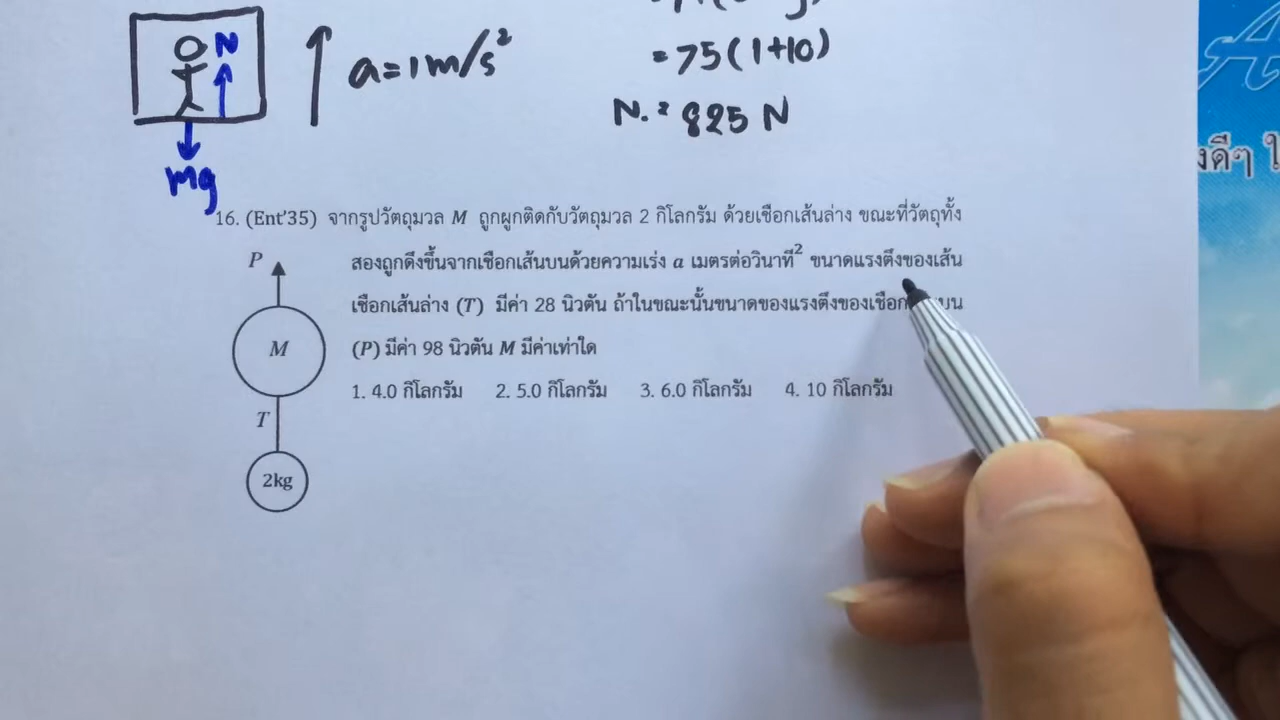 N
a=1m/s²
=75(1+10)
N.= 825 N
mg
16. (Ent'35) จากรูปวัตถุมวล M ถูกผูกติดกับวัตถุมวล 2 กิโลกรัม ด้วยเชือกเส้นล่าง ขณะที่วัตถุทั้ง
สองถูกดึงขึ้นจากเชือกเส้นบนด้วยความเร่ง a เมตรต่อวินาที² ขนาดแรงตึงของเส้น
เชือกเส้นล่าง (T) มีค่า 28 นิวตัน ถ้าในขณะนั้นขนาดของแรงตึงของเชือก บน
(P) มีค่า 98 นิวตัน M มีค่าเท่าใด
1. 4.0 กิโลกรัม 2. 5.0 กิโลกรัม 3. 6.0 กิโลกรัม 4. 10 กิโลกรัม
P
M
T
2kg